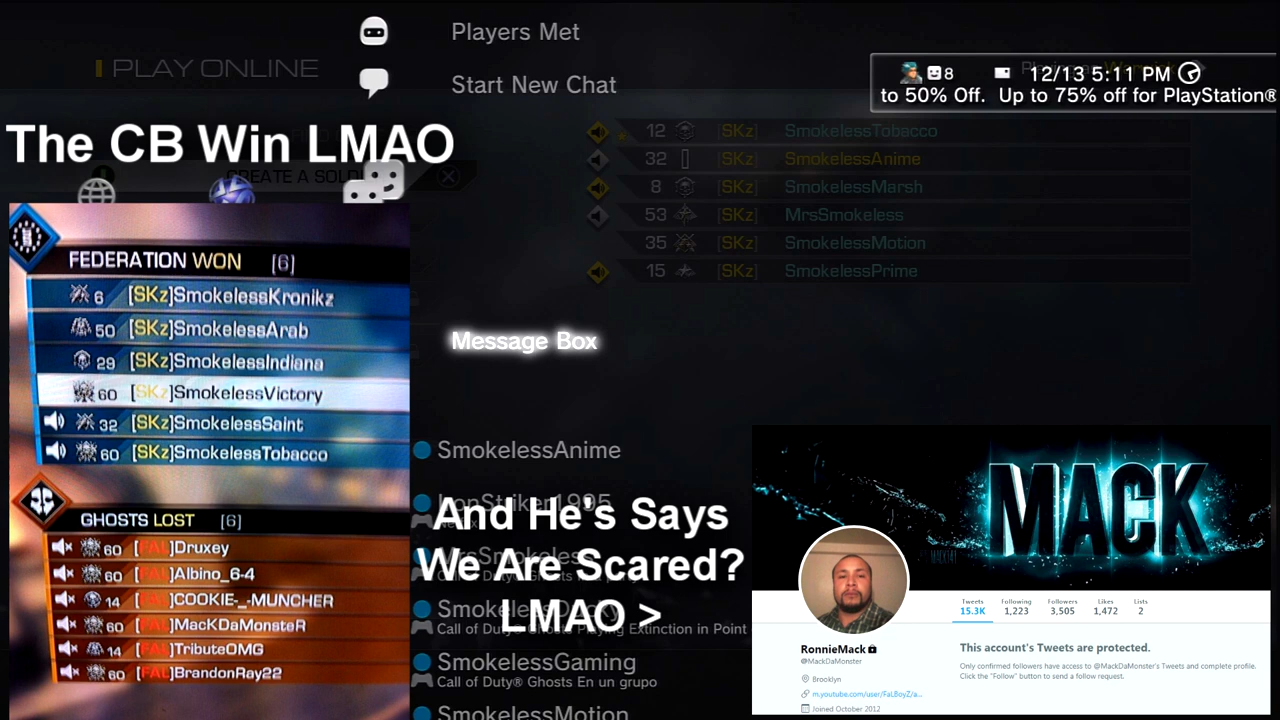 Players Met
PLAY ONLINE
Start New Chat
8
12/13 5:11 PM
to 50% Off. Up to 75% off for PlayStation®
The CB Win LMAO
CREATE A SOLD
12 [SKz] SmokelessTobacco
32 [SKz] SmokelessAnime
8 [SKz] SmokelessMarsh
53 [SKz] MrsSmokeless
35 [SKz] SmokelessMotion
15 [SKz] SmokelessPrime
FEDERATION WON [6]
6 [SKz]SmokelessKronikz
50 [SKz]SmokelessArab
29 [SKz]SmokelessIndiana
60 [SKz]SmokelessVictory
32 [SKz]SmokelessSaint
60 [SKz]SmokelessTobacco
GHOSTS LOST [6]
60 [FAL]Druxey
60 [FAL]Albino_6-4
14 [FAL]COOKIE-_-MUNCHER
60 [FAL]MacKDaMonsteR
14 [FAL]TributeOMG
60 [FAL]BrandonRay22
Message Box
SmokelessAnime
IronStriker1995
And He's Says
MrsSmokeless
We Are Scared?
LMAO >
Call of Duty® Ghosts Playing Extinction in Point
SmokelessGaming
Call of Duty® Ghosts En un grupo
SmokelessMotion
MACK
Tweets Following Followers Likes Lists
15.3K 1,223 3,505 1,472 2
RonnieMack
@MackDaMonster
Brooklyn
m.youtube.com/user/FaLBoyZ/a...
Joined October 2012
This account's Tweets are protected.
Only confirmed followers have access to @MackDaMonster's Tweets and complete profile.
Click the "Follow" button to send a follow request.